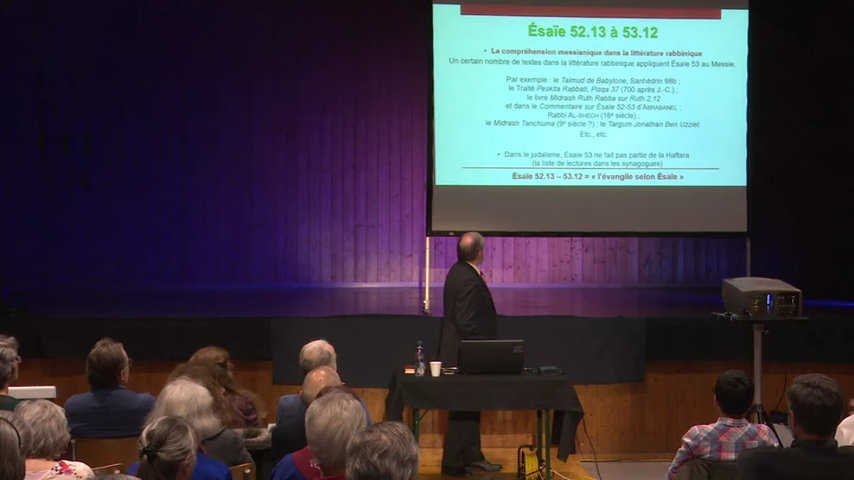 Ésaïe 52.13 à 53.12
• La compréhension messianique dans la littérature rabbinique
Un certain nombre de textes dans la littérature rabbinique appliquent Ésaïe 53 au Messie.
Par exemple : le Talmud de Babylone, Sanhédrin 98b ;
le Traité Peskita Rabbati, Pisqa 37 (700 après J.-C.) ;
le livre Midrash Ruth Rabba sur Ruth 2.12
et dans le Commentaire sur Ésaïe 52-53 d'ABRABANEL ;
Rabbi AL-SHECH (16e siècle) ;
le Midrash Tanchuma (9e siècle ?) ; le Targum Jonathan Ben Uzziel.
Etc., etc.
• Dans le judaïsme, Ésaïe 53 ne fait pas partie de la Haftara
(la liste de lectures dans les synagogues)
Ésaïe 52.13 – 53.12 = « l'évangile selon Ésaïe »